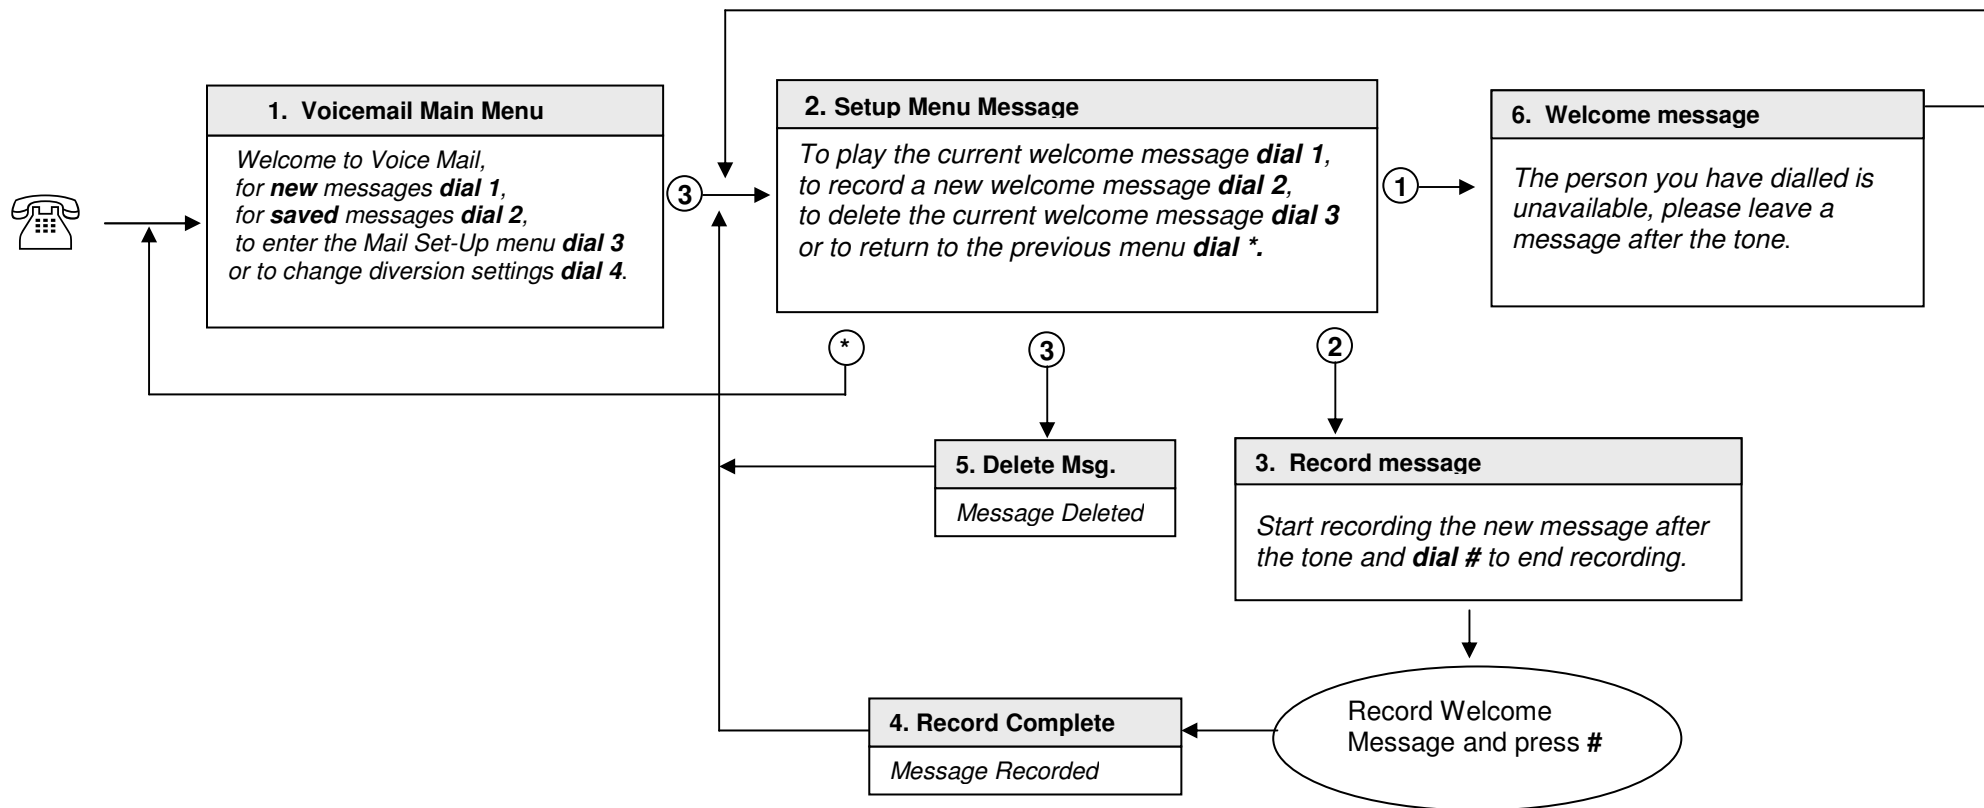 1. Voicemail Main Menu
Welcome to Voice Mail,
for new messages dial 1,
for saved messages dial 2,
to enter the Mail Set-Up menu dial 3
or to change diversion settings dial 4.
3
2. Setup Menu Message
To play the current welcome message dial 1,
to record a new welcome message dial 2,
to delete the current welcome message dial 3
or to return to the previous menu dial *.
1
6. Welcome message
The person you have dialled is
unavailable, please leave a
message after the tone.
*
3
2
5. Delete Msg.
Message Deleted
3. Record message
Start recording the new message after
the tone and dial # to end recording.
4. Record Complete
Message Recorded
Record Welcome
Message and press #